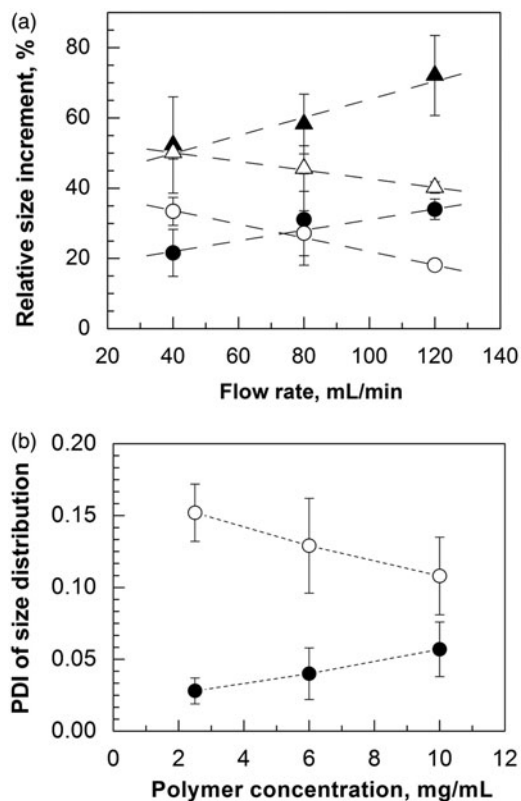 (a)
Relative size increment, %
80
60
40
20
0
20 40 60 80 100 120 140
Flow rate, mL/min
(b)
PDI of size distribution
0.20
0.15
0.10
0.05
0.00
0 2 4 6 8 10 12
Polymer concentration, mg/mL